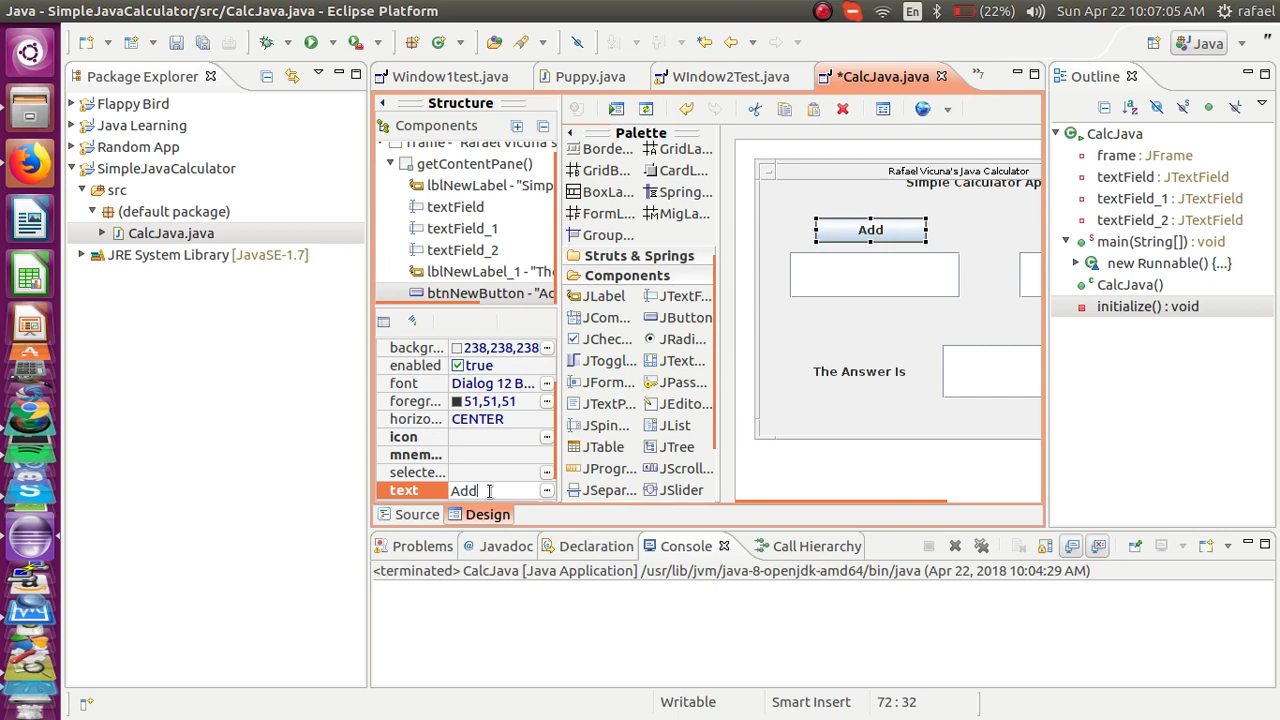 Java - SimpleJavaCalculator/src/CalcJava.java - Eclipse Platform
En
(22%)
Sun Apr 22 10:07:05 AM
rafael
Java
Package Explorer
Flappy Bird
Java Learning
Random App
SimpleJavaCalculator
src
(default package)
CalcJava.java
JRE System Library [JavaSE-1.7]
Window1test.java
Puppy.java
WIndow2Test.java
*CalcJava.java
Structure
Components
frame - "Rafael Vicuna's
getContentPane()
lblNewLabel - "Simp
textField
textField_1
textField_2
lblNewLabel_1 - "The
btnNewButton - "Ac
backgr... 238,238,238
enabled true
font Dialog 12 B...
foregr... 51,51,51
horizo... CENTER
icon
mnem...
selecte...
text Add
Source
Design
Palette
Borde... GridLa...
GridB... CardL...
BoxLa... Spring...
FormL... MigLa...
Group...
Struts & Springs
Components
JLabel JTextF...
JCom... JButton
JChec... JRadi...
JToggl... JText...
JForm... JPass...
JTextP... JEdito...
JSpin... JList
JTable JTree
JProgr... JScroll...
JSepar... JSlider
Rafael Vicuna's Java Calculator
Simple Calculator Ap
Add
The Answer Is
Outline
CalcJava
frame : JFrame
textField : JTextField
textField_1 : JTextField
textField_2 : JTextField
main(String[]) : void
new Runnable() {...}
CalcJava()
initialize() : void
Problems
@ Javadoc
Declaration
Console
Call Hierarchy
<terminated> CalcJava [Java Application] /usr/lib/jvm/java-8-openjdk-amd64/bin/java (Apr 22, 2018 10:04:29 AM)
Writable
Smart Insert
72 : 32